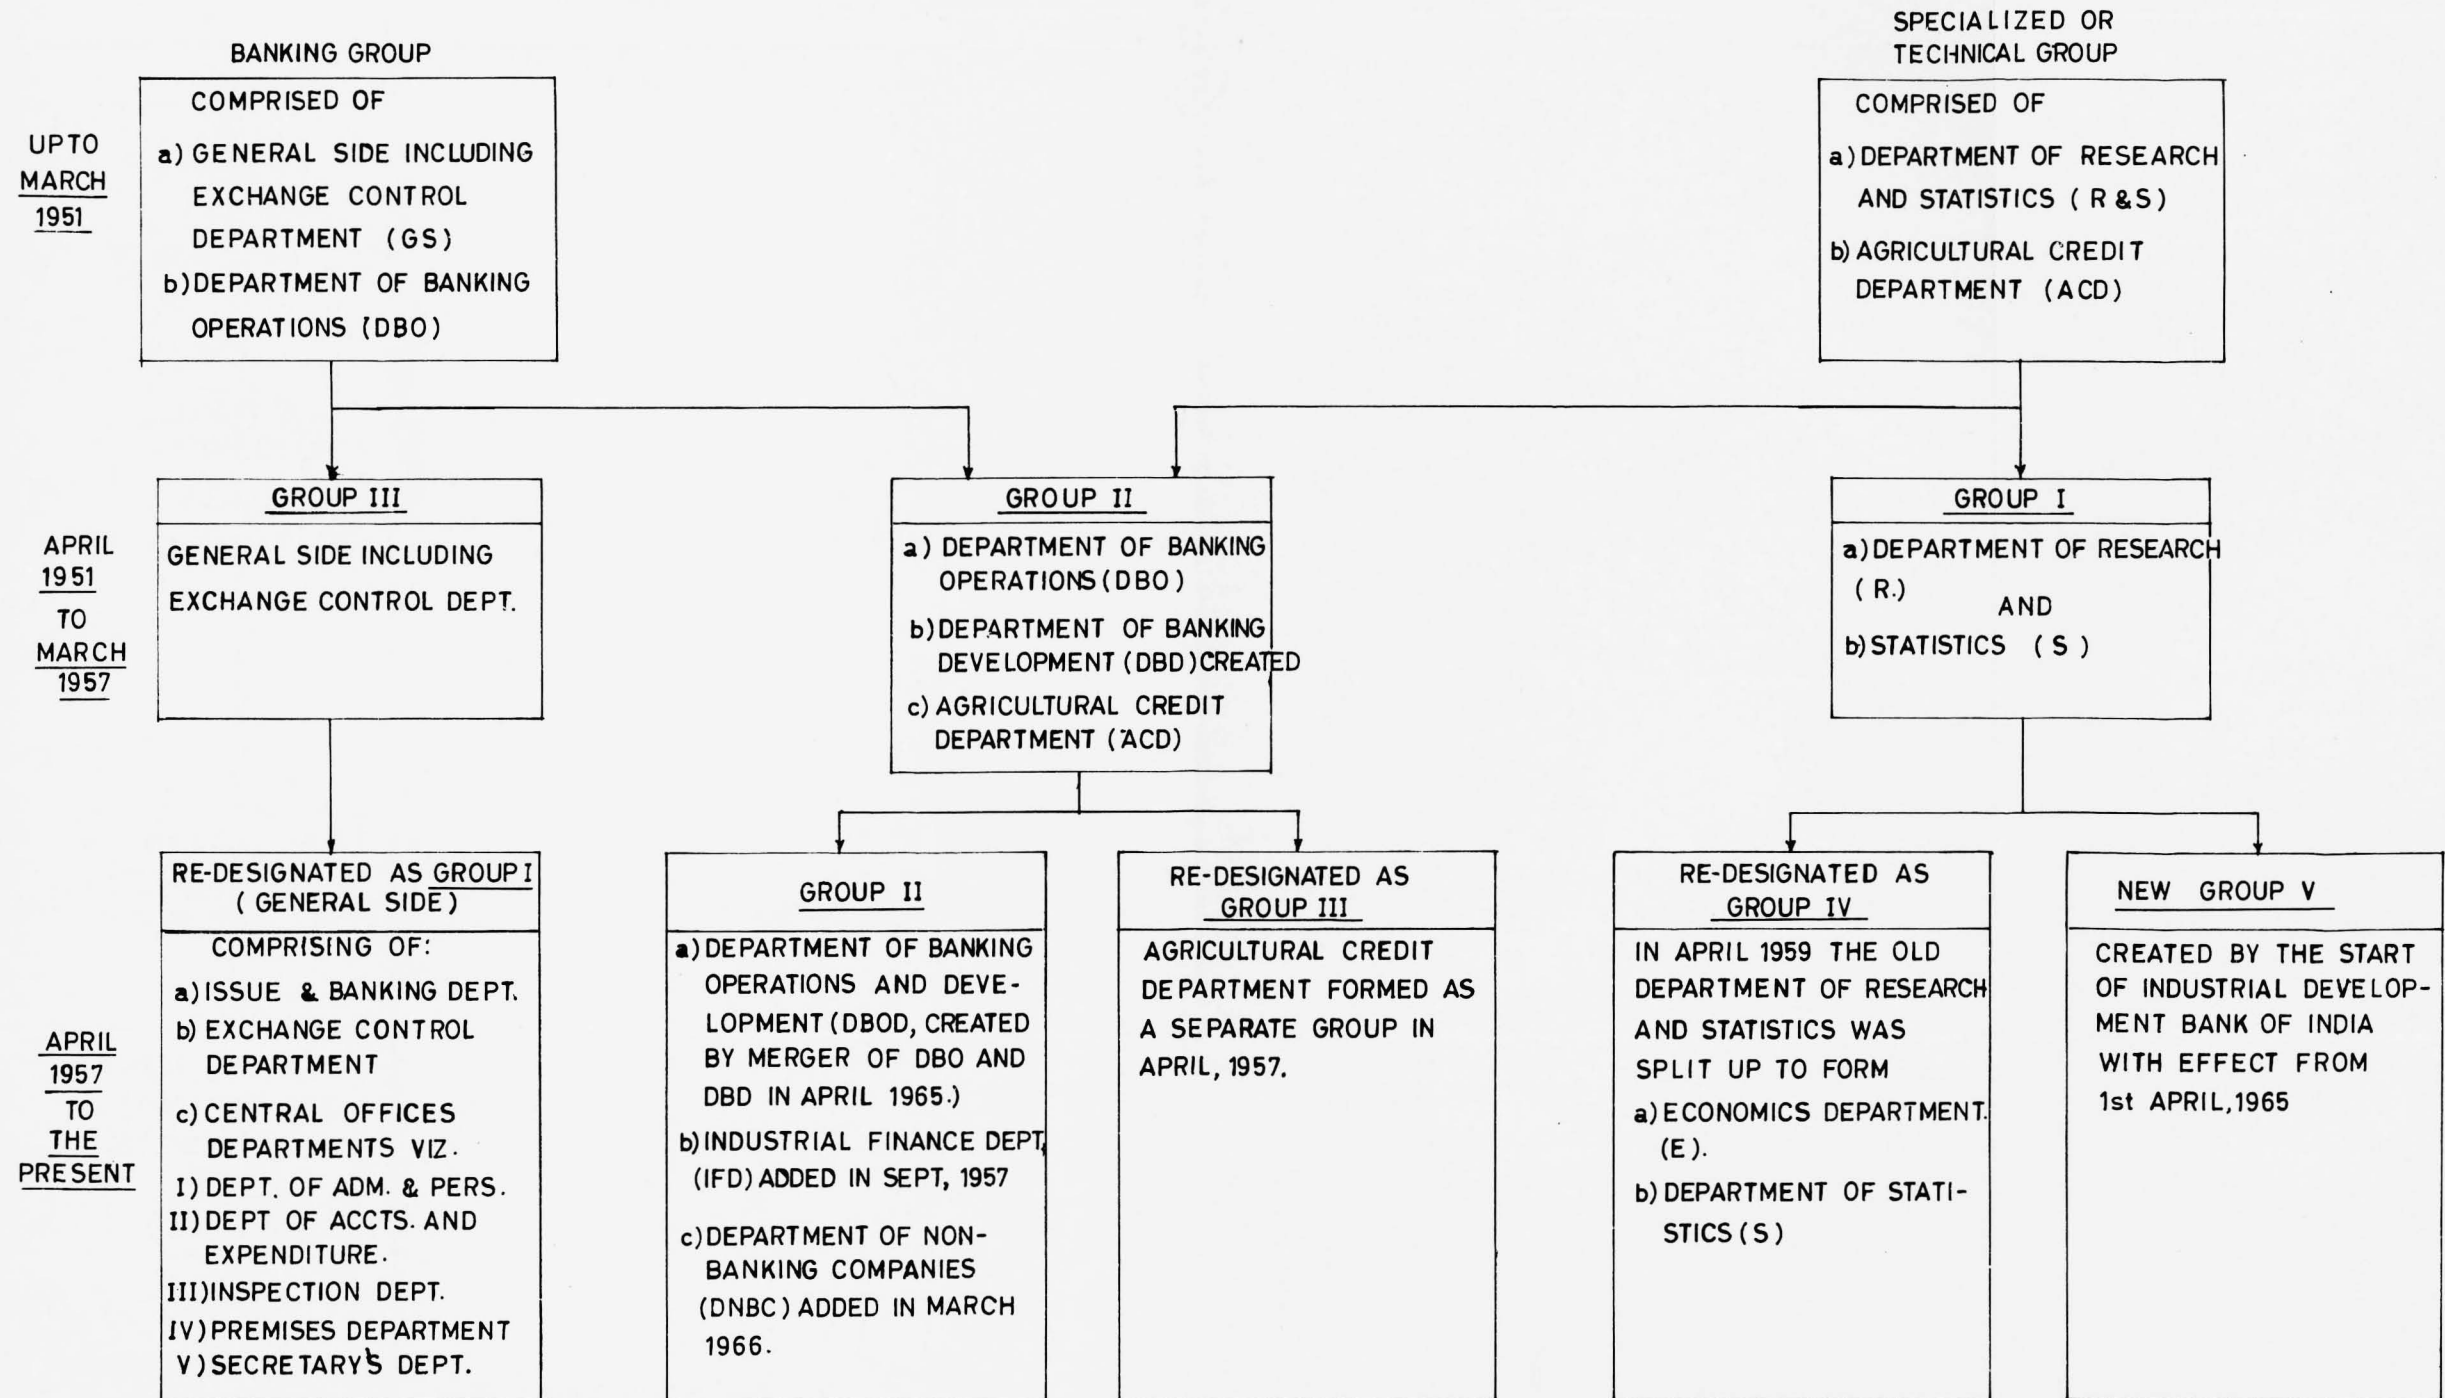 BANKING GROUP
COMPRISED OF
a) GENERAL SIDE INCLUDING
EXCHANGE CONTROL
DEPARTMENT (GS)
b) DEPARTMENT OF BANKING
OPERATIONS (DBO)
SPECIALIZED OR
TECHNICAL GROUP
COMPRISED OF
a) DEPARTMENT OF RESEARCH
AND STATISTICS (R & S)
b) AGRICULTURAL CREDIT
DEPARTMENT (ACD)
UPTO
MARCH
1951
GROUP III
GENERAL SIDE INCLUDING
EXCHANGE CONTROL DEPT.
GROUP II
a) DEPARTMENT OF BANKING
OPERATIONS (DBO)
b) DEPARTMENT OF BANKING
DEVELOPMENT (DBD) CREATED
c) AGRICULTURAL CREDIT
DEPARTMENT (ACD)
GROUP I
a) DEPARTMENT OF RESEARCH
(R.)
AND
b) STATISTICS (S)
APRIL
1951
TO
MARCH
1957
RE-DESIGNATED AS GROUP I
(GENERAL SIDE)
COMPRISING OF:
a) ISSUE & BANKING DEPT.
b) EXCHANGE CONTROL
DEPARTMENT
c) CENTRAL OFFICES
DEPARTMENTS VIZ.
I) DEPT. OF ADM. & PERS.
II) DEPT OF ACCTS. AND
EXPENDITURE.
III) INSPECTION DEPT.
IV) PREMISES DEPARTMENT
V) SECRETARY'S DEPT.
GROUP II
a) DEPARTMENT OF BANKING
OPERATIONS AND DEVE-
LOPMENT (DBOD, CREATED
BY MERGER OF DBO AND
DBD IN APRIL 1965.)
b) INDUSTRIAL FINANCE DEPT,
(IFD) ADDED IN SEPT, 1957
c) DEPARTMENT OF NON-
BANKING COMPANIES
(DNBC) ADDED IN MARCH
1966.
RE-DESIGNATED AS
GROUP III
AGRICULTURAL CREDIT
DEPARTMENT FORMED AS
A SEPARATE GROUP IN
APRIL, 1957.
RE-DESIGNATED AS
GROUP IV
IN APRIL 1959 THE OLD
DEPARTMENT OF RESEARCH
AND STATISTICS WAS
SPLIT UP TO FORM
a) ECONOMICS DEPARTMENT.
(E).
b) DEPARTMENT OF STATI-
STICS (S)
NEW GROUP V
CREATED BY THE START
OF INDUSTRIAL DEVELOP-
MENT BANK OF INDIA
WITH EFFECT FROM
1st APRIL, 1965
APRIL
1957
TO
THE
PRESENT